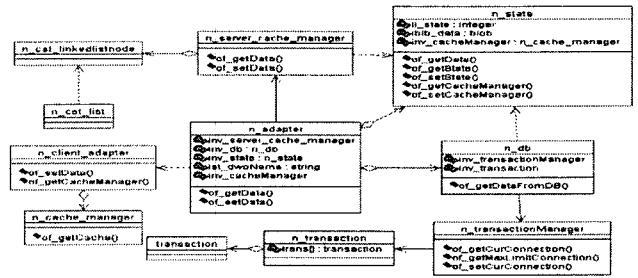 n_state
il_state : integer
iblb_data : blob
inv_cacheManager : n_cache_manager
of_getData()
of_getState()
of_setState()
of_getCacheManager()
of_setCacheManager()
n_server_cache_manager
of_getData()
of_setData()
n_cst_linkedlistnode
n_cst_list
n_adapter
inv_server_cache_manager
inv_db : n_db
inv_state : n_state
ist_dwoName : string
inv_cacheManager
of_getData()
of_setData()
n_client_adapter
of_setData()
of_getCacheManager()
n_db
inv_transactionManager
inv_transaction
of_getDataFromDB()
n_cache_manager
of_getCache()
transaction
n_transaction
trans[] : transaction
n_transactionManager
of_getCurConnection()
of_getMaxLimitConnection()
of_setCurConnection()